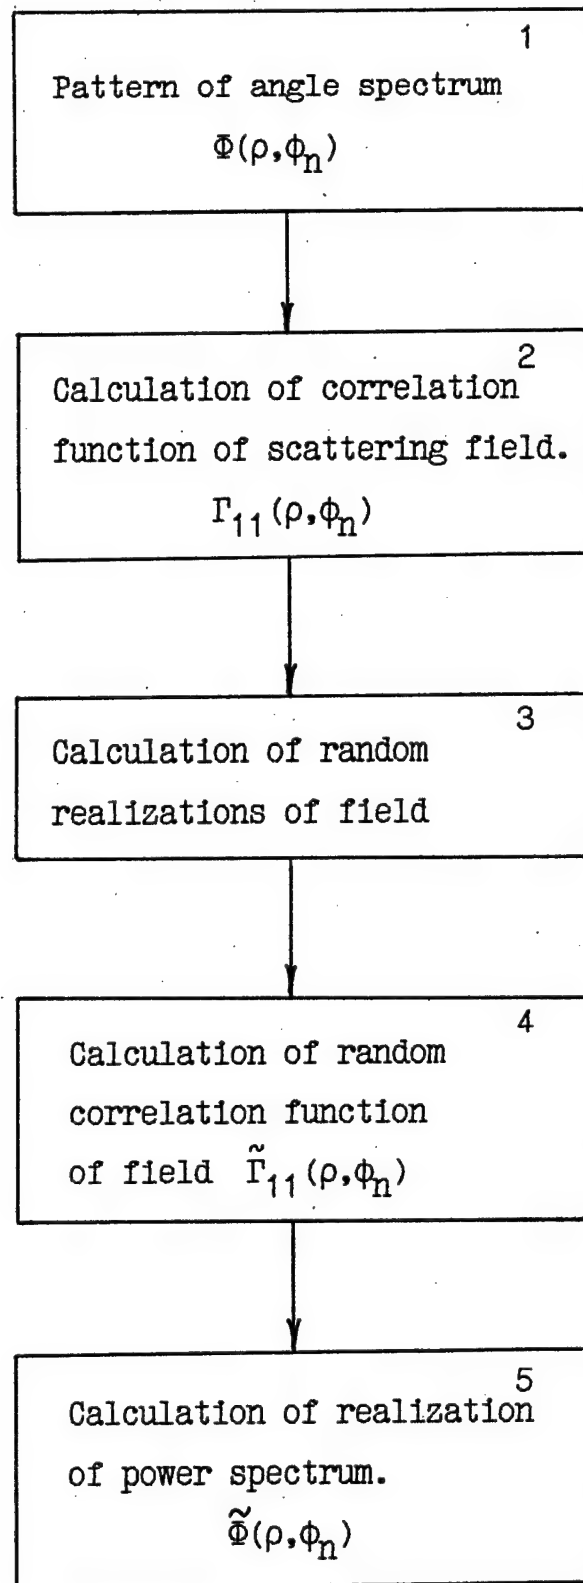 1
Pattern of angle spectrum
Φ(ρ,ϕₙ)
2
Calculation of correlation
function of scattering field.
Γ₁₁(ρ,ϕₙ)
3
Calculation of random
realizations of field
4
Calculation of random
correlation function
of field Γ̃₁₁(ρ,ϕₙ)
5
Calculation of realization
of power spectrum.
Φ̃(ρ,ϕₙ)